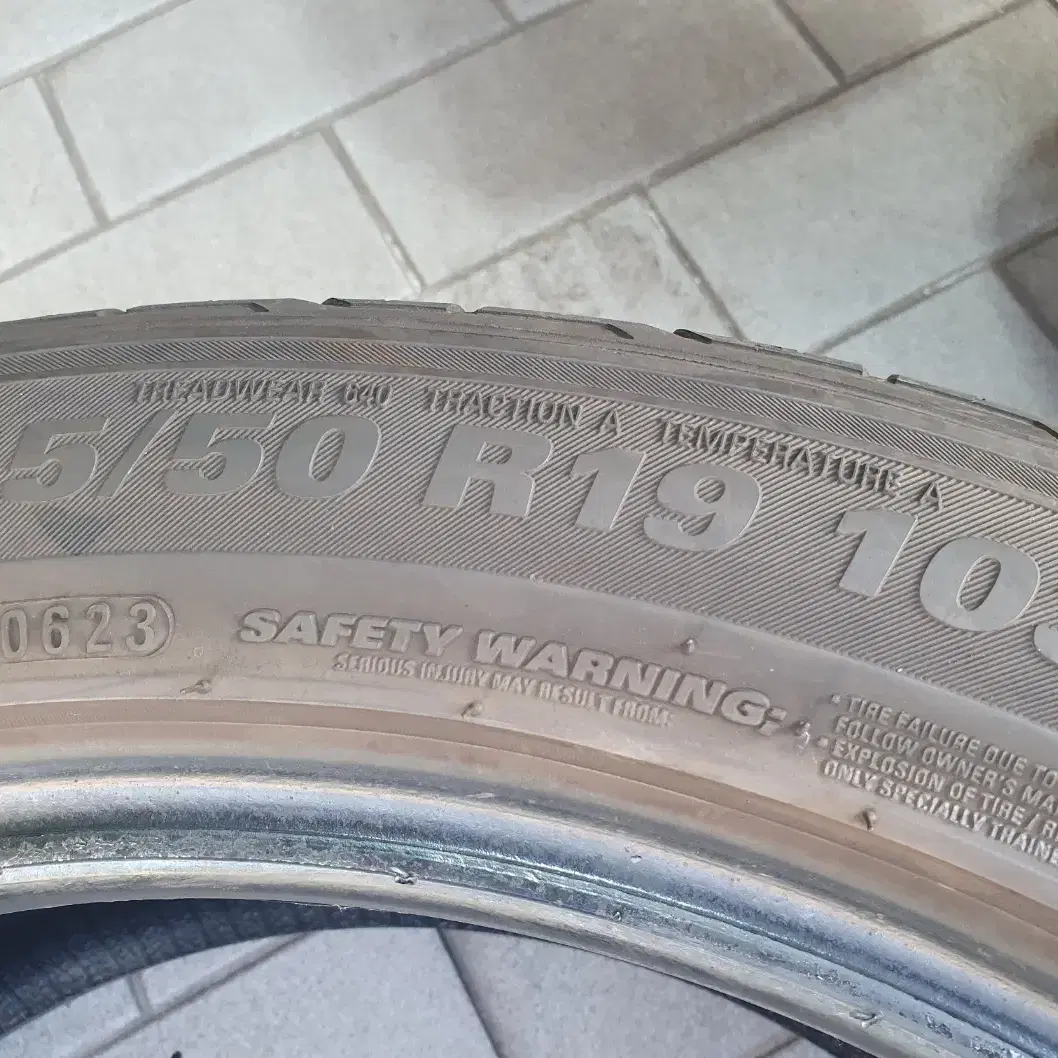 TREADWEAR 640 TRACTION A TEMPERATURE A
5/50 R19 10
0623
SAFETY WARNING;
SERIOUS INJURY MAY RESULT FROM:
• TIRE FAILURE DUE TO
FOLLOW OWNER'S MA
• EXPLOSION OF TIRE/R
ONLY SPECIALLY TRAINE